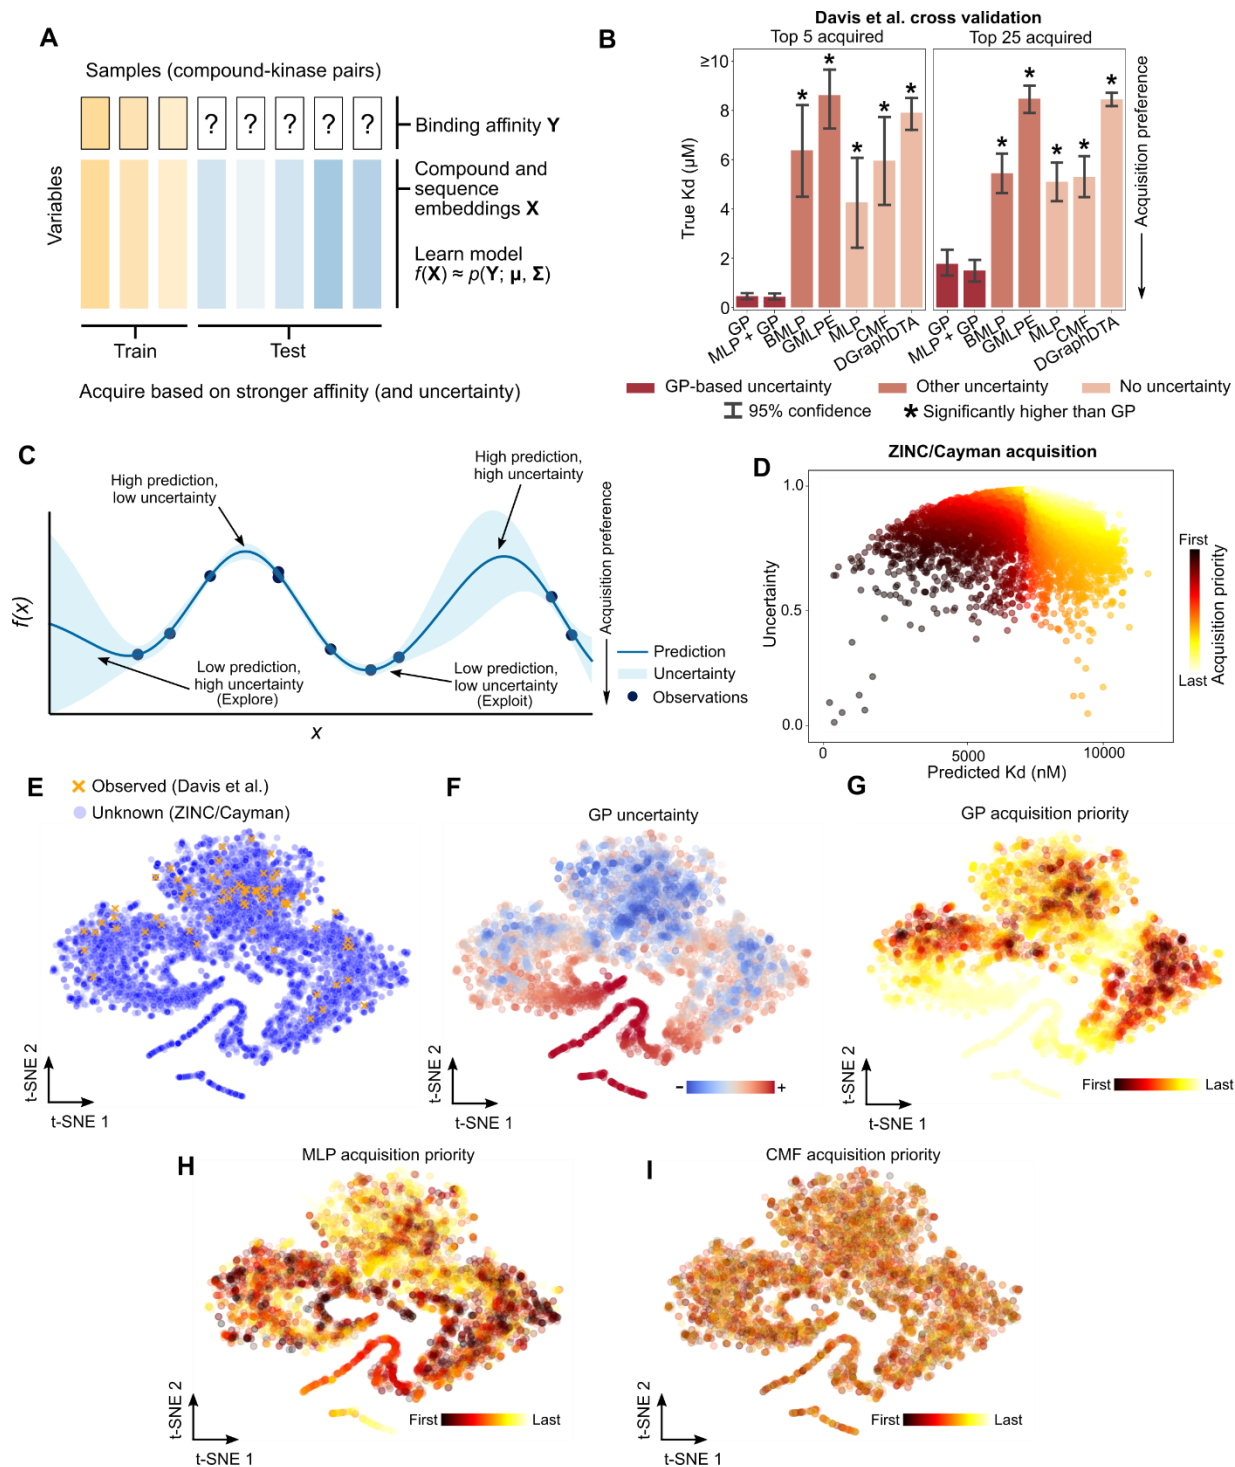 A
Samples (compound-kinase pairs)
? ? ? ? ?
Binding affinity Y
Variables
Compound and
sequence
embeddings X
Learn model
f(X) ≈ p(Y; μ, Σ)
Train
Test
Acquire based on stronger affinity (and uncertainty)
B
Davis et al. cross validation
Top 5 acquired
Top 25 acquired
True Kd (μM)
≥10
8
6
4
2
0
* * * * *
* * * * *
GP
MLP + GP
BMLP
GMLPE
MLP
CMF
DGraphDTA
GP
MLP + GP
BMLP
GMLPE
MLP
CMF
DGraphDTA
Acquisition preference
GP-based uncertainty
Other uncertainty
No uncertainty
95% confidence
* Significantly higher than GP
C
High prediction,
low uncertainty
High prediction,
high uncertainty
f(x)
Low prediction,
high uncertainty
(Explore)
Low prediction,
low uncertainty
(Exploit)
x
Acquisition preference
Prediction
Uncertainty
Observations
D
ZINC/Cayman acquisition
Uncertainty
1.0
0.5
0.0
0
5000
10000
Predicted Kd (nM)
First
Last
Acquisition priority
E
Observed (Davis et al.)
Unknown (ZINC/Cayman)
t-SNE 2
t-SNE 1
F
GP uncertainty
- +
t-SNE 2
t-SNE 1
G
GP acquisition priority
First Last
t-SNE 2
t-SNE 1
H
MLP acquisition priority
First Last
t-SNE 2
t-SNE 1
I
CMF acquisition priority
First Last
t-SNE 2
t-SNE 1